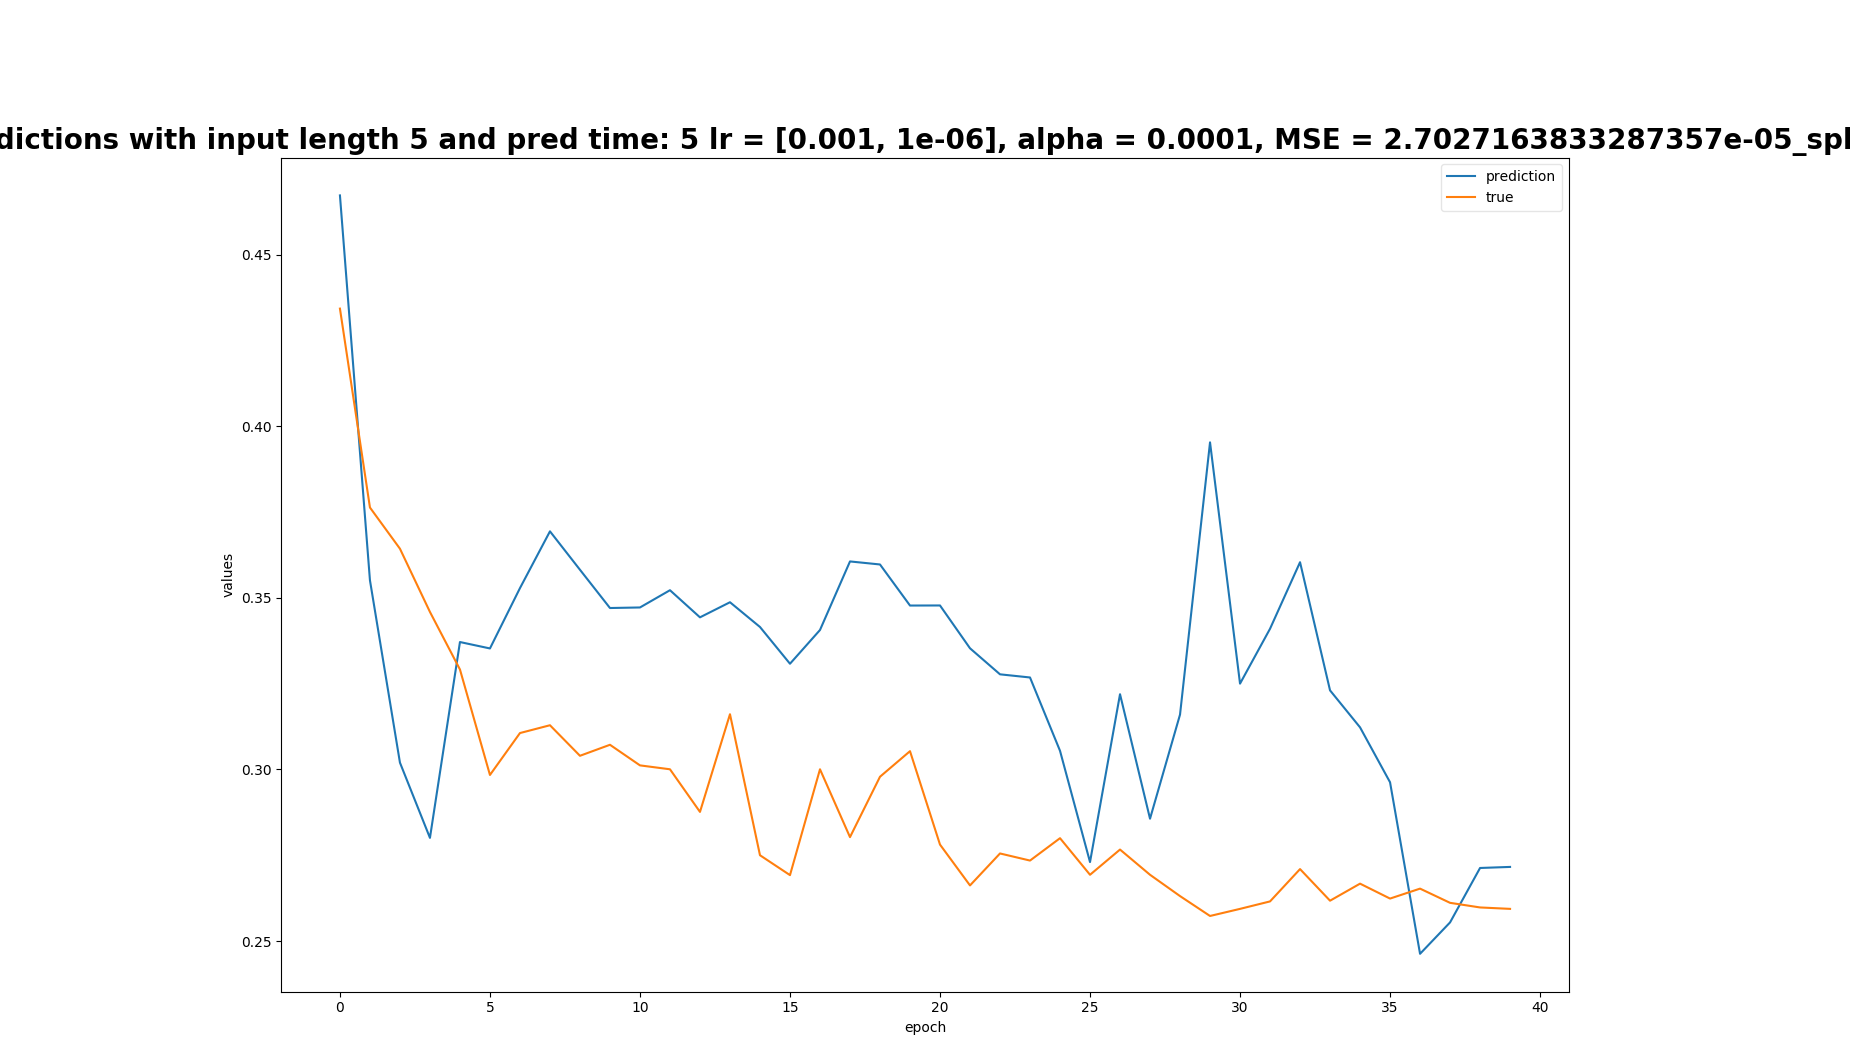 dictions with input length 5 and pred time: 5 lr = [0.001, 1e-06], alpha = 0.0001, MSE = 2.7027163833287357e-05_spl
prediction
true
0.45
0.40
0.35
0.30
0.25
values
0 5 10 15 20 25 30 35 40
epoch